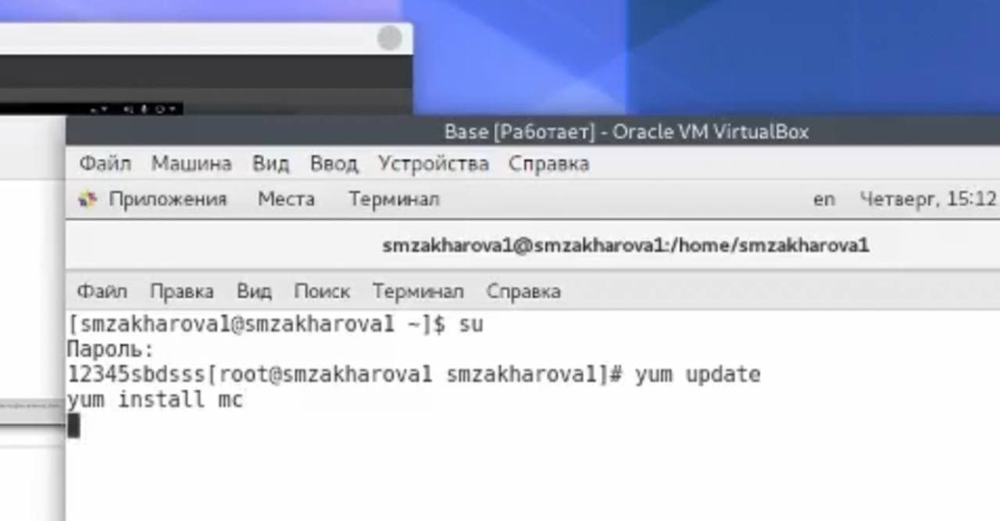 Base [Работает] - Oracle VM VirtualBox
Файл Машина Вид Ввод Устройства Справка
Приложения Места Терминал en Четверг, 15:12
smzakharova1@smzakharova1:/home/smzakharova1
Файл Правка Вид Поиск Терминал Справка
[smzakharova1@smzakharova1 ~]$ su
Пароль:
12345sbdsss[root@smzakharova1 smzakharova1]# yum update
yum install mc